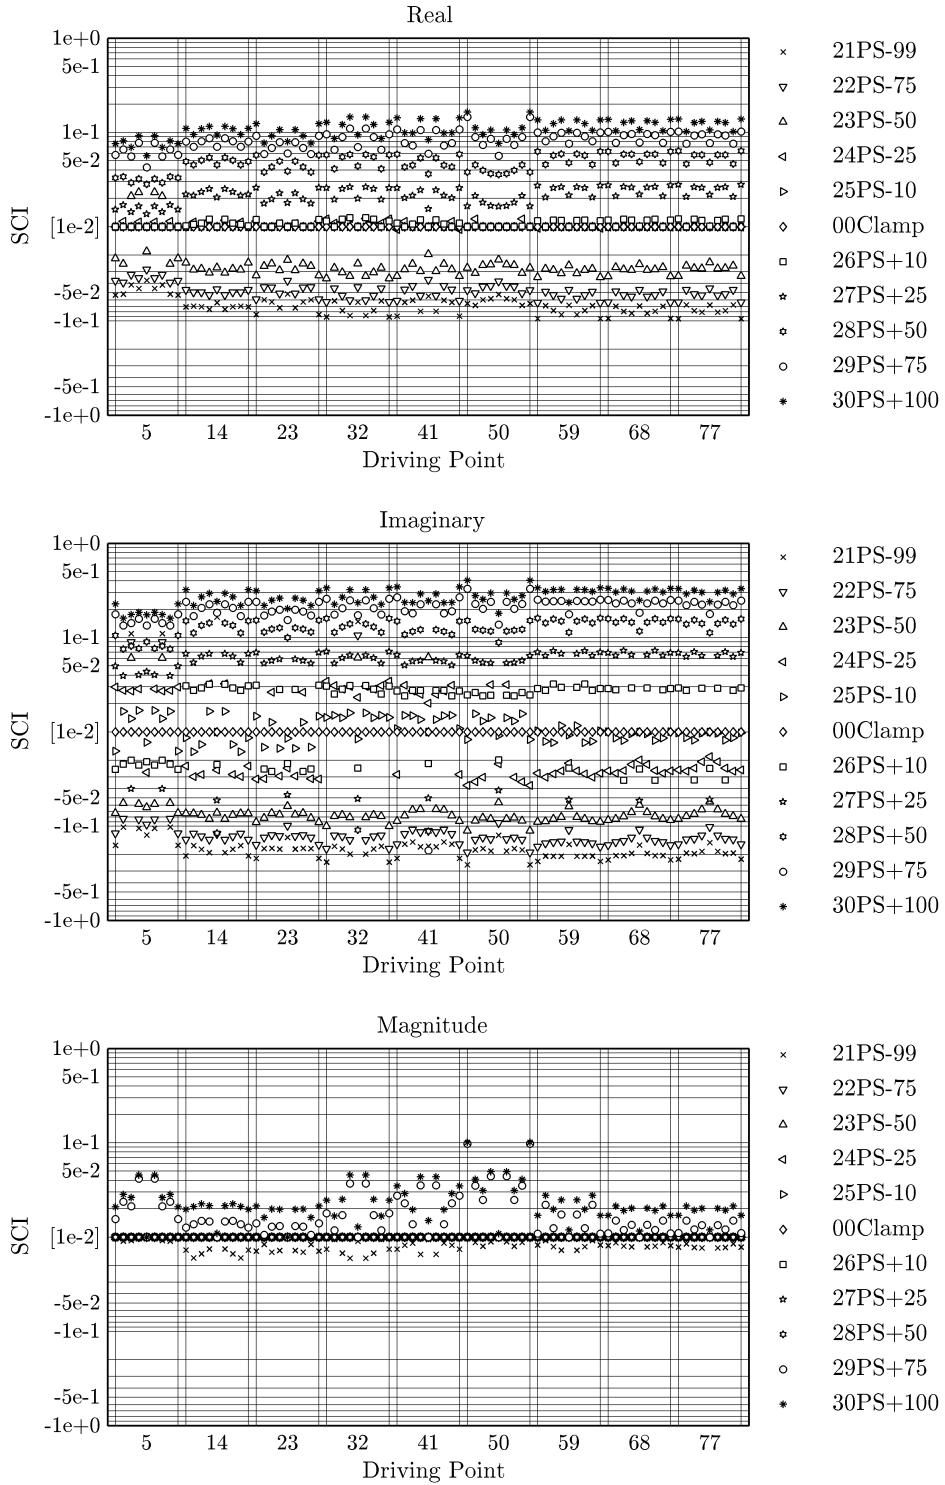 Real
1e+0
5e-1
1e-1
5e-2
[1e-2]
-5e-2
-1e-1
-5e-1
-1e+0
SCI
5 14 23 32 41 50 59 68 77
Driving Point
21PS-99
22PS-75
23PS-50
24PS-25
25PS-10
00Clamp
26PS+10
27PS+25
28PS+50
29PS+75
30PS+100
Imaginary
1e+0
5e-1
1e-1
5e-2
[1e-2]
-5e-2
-1e-1
-5e-1
-1e+0
SCI
5 14 23 32 41 50 59 68 77
Driving Point
21PS-99
22PS-75
23PS-50
24PS-25
25PS-10
00Clamp
26PS+10
27PS+25
28PS+50
29PS+75
30PS+100
Magnitude
1e+0
5e-1
1e-1
5e-2
[1e-2]
-5e-2
-1e-1
-5e-1
-1e+0
SCI
5 14 23 32 41 50 59 68 77
Driving Point
21PS-99
22PS-75
23PS-50
24PS-25
25PS-10
00Clamp
26PS+10
27PS+25
28PS+50
29PS+75
30PS+100